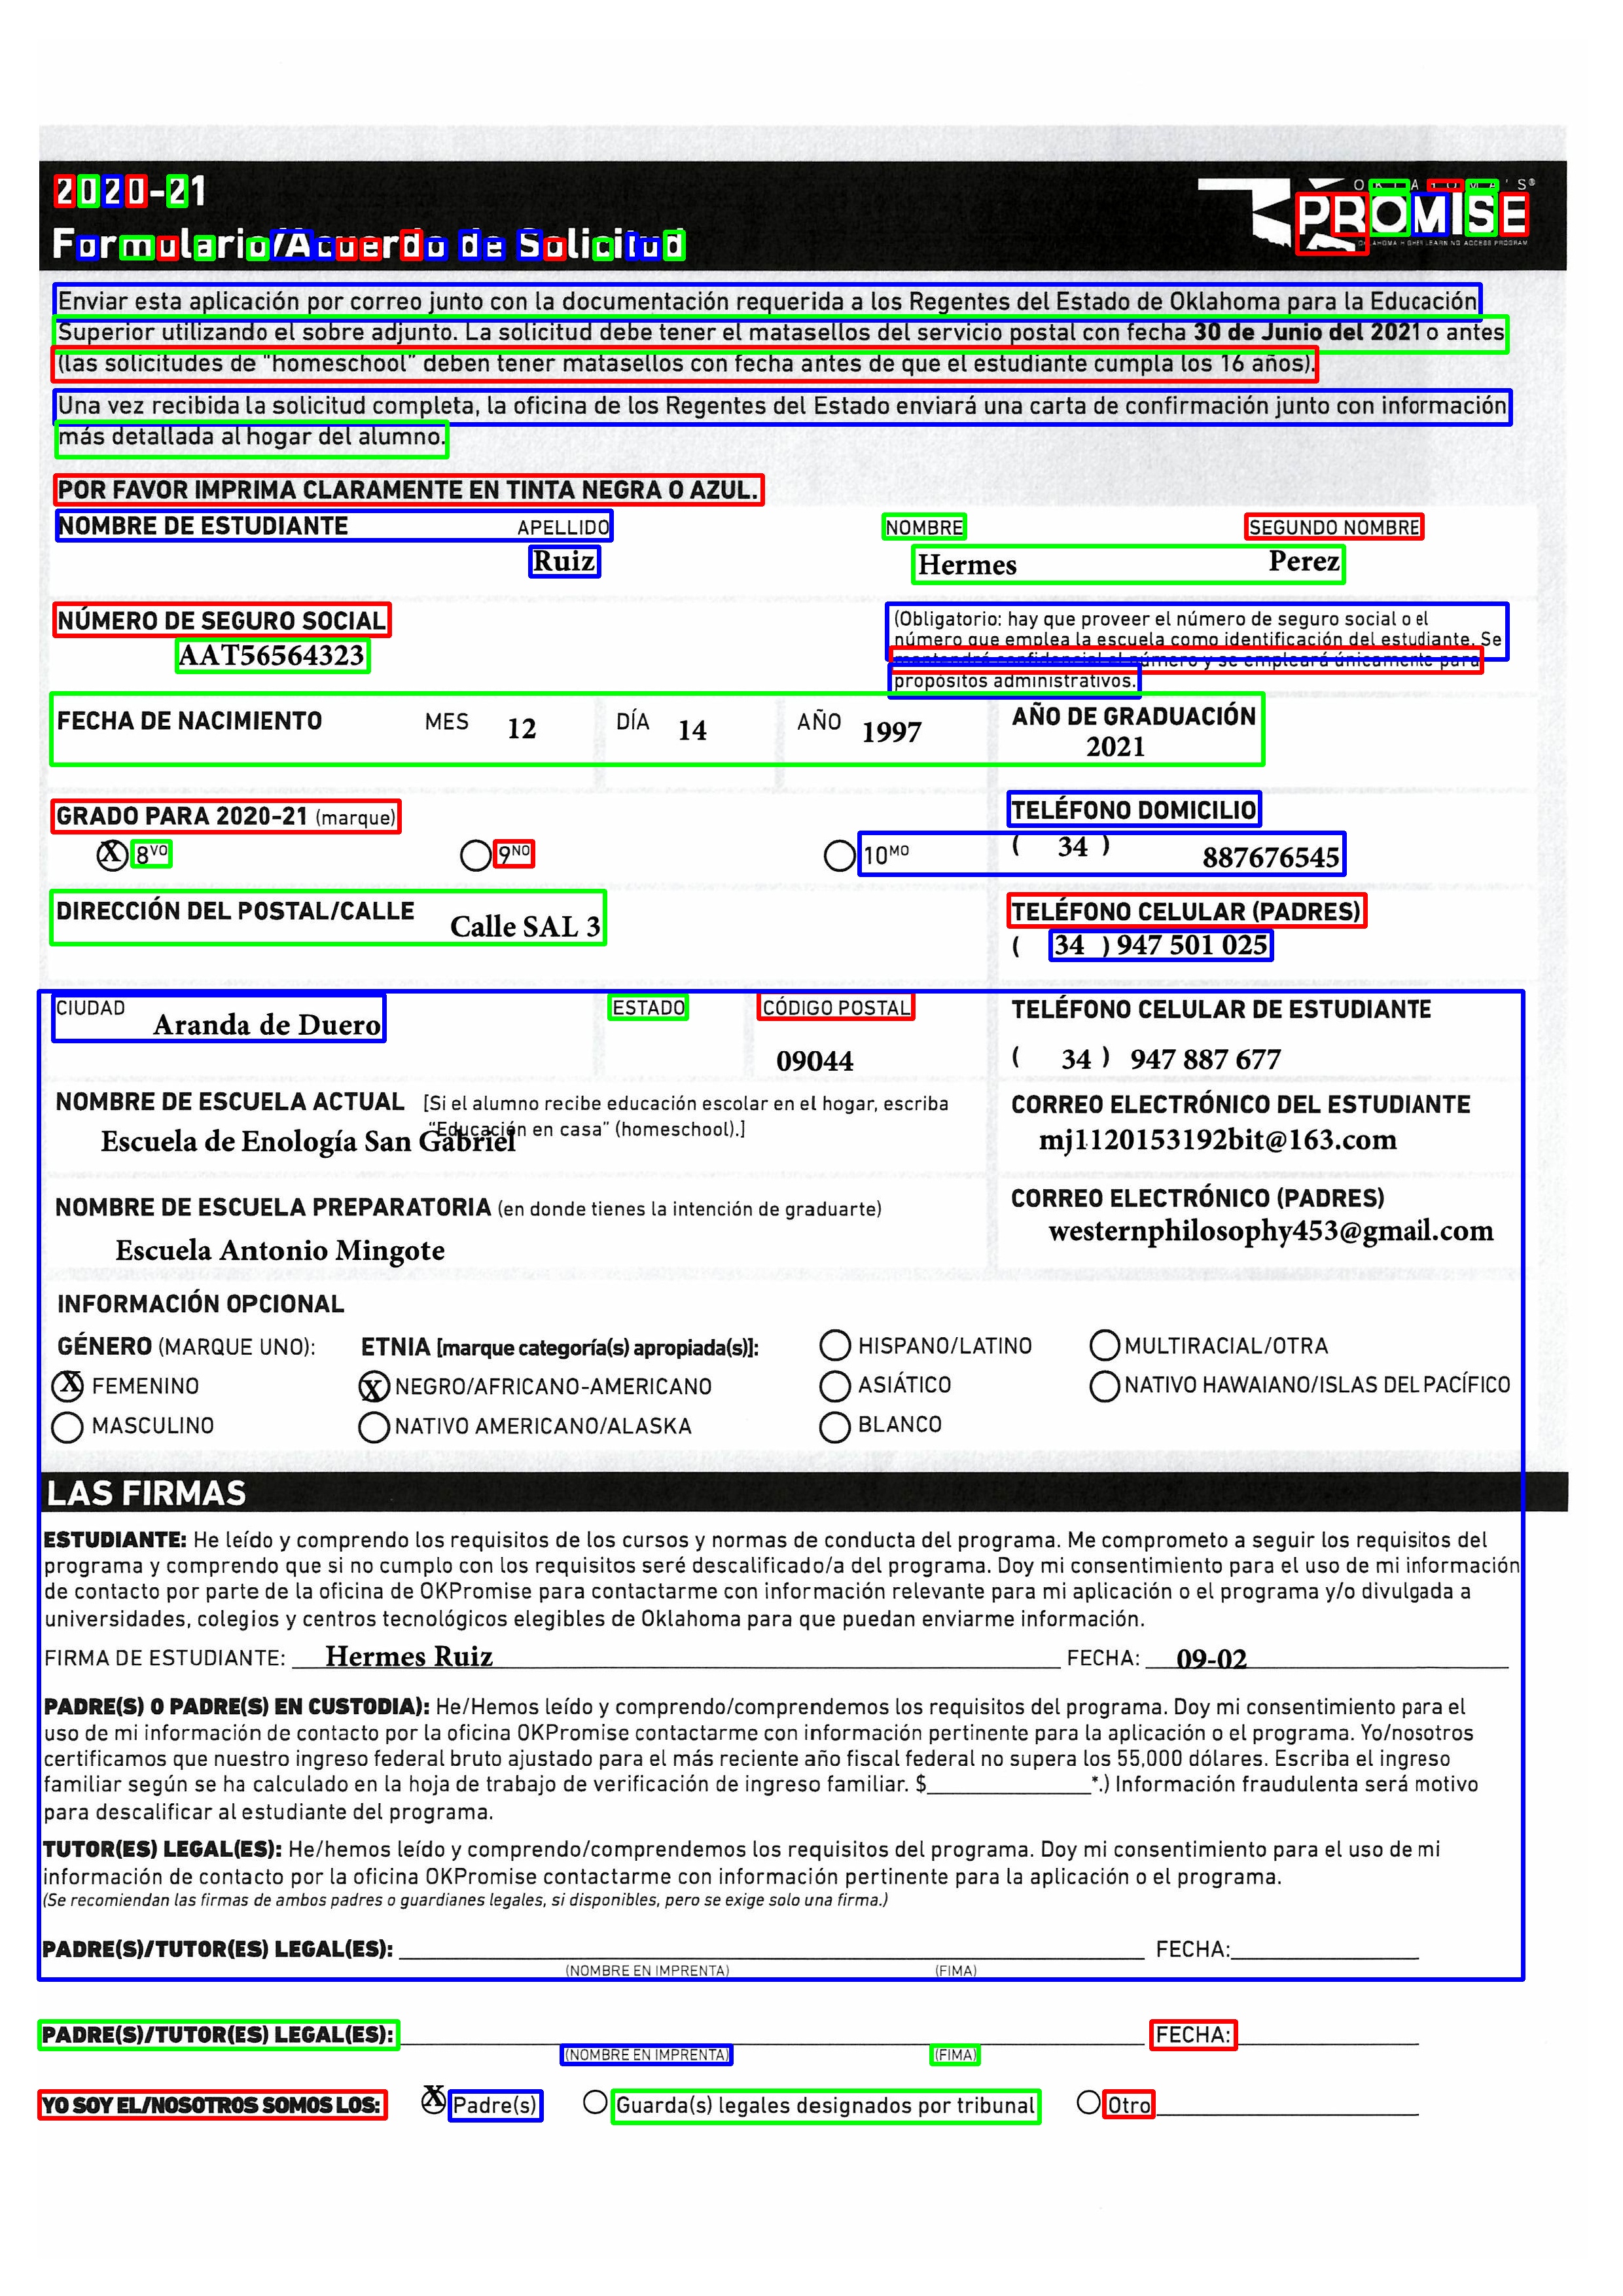 2020-21
OKLAHOMA'S®
PROMISE
OKLAHOMA HIGHER LEARNING ACCESS PROGRAM
Formulario/Acuerdo de Solicitud
Enviar esta aplicación por correo junto con la documentación requerida a los Regentes del Estado de Oklahoma para la Educación
Superior utilizando el sobre adjunto. La solicitud debe tener el matasellos del servicio postal con fecha 30 de Junio del 2021 o antes
(las solicitudes de "homeschool" deben tener matasellos con fecha antes de que el estudiante cumpla los 16 años).
Una vez recibida la solicitud completa, la oficina de los Regentes del Estado enviará una carta de confirmación junto con información
más detallada al hogar del alumno.
POR FAVOR IMPRIMA CLARAMENTE EN TINTA NEGRA O AZUL.
NOMBRE DE ESTUDIANTE APELLIDO NOMBRE SEGUNDO NOMBRE
Ruiz Hermes Perez
NÚMERO DE SEGURO SOCIAL
AAT56564323
(Obligatorio: hay que proveer el número de seguro social o el
número que emplea la escuela como identificación del estudiante. Se
mantendrá confidencial el número y se empleará únicamente para
propósitos administrativos.
FECHA DE NACIMIENTO MES 12 DÍA 14 AÑO 1997 AÑO DE GRADUACIÓN
2021
GRADO PARA 2020-21 (marque) TELÉFONO DOMICILIO
X 8VO 9NO 10MO ( 34 ) 887676545
DIRECCIÓN DEL POSTAL/CALLE Calle SAL 3 TELÉFONO CELULAR (PADRES)
( 34 ) 947 501 025
CIUDAD Aranda de Duero ESTADO CÓDIGO POSTAL TELÉFONO CELULAR DE ESTUDIANTE
09044 ( 34 ) 947 887 677
NOMBRE DE ESCUELA ACTUAL [Si el alumno recibe educación escolar en el hogar, escriba
"Educación en casa" (homeschool).]
Escuela de Enología San Gabriel
CORREO ELECTRÓNICO DEL ESTUDIANTE
mj1120153192bit@163.com
NOMBRE DE ESCUELA PREPARATORIA (en donde tienes la intención de graduarte)
Escuela Antonio Mingote
CORREO ELECTRÓNICO (PADRES)
westernphilosophy453@gmail.com
INFORMACIÓN OPCIONAL
GÉNERO (MARQUE UNO): ETNIA [marque categoría(s) apropiada(s)]: HISPANO/LATINO MULTIRACIAL/OTRA
X FEMENINO X NEGRO/AFRICANO-AMERICANO ASIÁTICO NATIVO HAWAIANO/ISLAS DEL PACÍFICO
MASCULINO NATIVO AMERICANO/ALASKA BLANCO
LAS FIRMAS
ESTUDIANTE: He leído y comprendo los requisitos de los cursos y normas de conducta del programa. Me comprometo a seguir los requisitos del
programa y comprendo que si no cumplo con los requisitos seré descalificado/a del programa. Doy mi consentimiento para el uso de mi información
de contacto por parte de la oficina de OKPromise para contactarme con información relevante para mi aplicación o el programa y/o divulgada a
universidades, colegios y centros tecnológicos elegibles de Oklahoma para que puedan enviarme información.
FIRMA DE ESTUDIANTE: Hermes Ruiz FECHA: 09-02
PADRE(S) O PADRE(S) EN CUSTODIA): He/Hemos leído y comprendo/comprendemos los requisitos del programa. Doy mi consentimiento para el
uso de mi información de contacto por la oficina OKPromise contactarme con información pertinente para la aplicación o el programa. Yo/nosotros
certificamos que nuestro ingreso federal bruto ajustado para el más reciente año fiscal federal no supera los 55,000 dólares. Escriba el ingreso
familiar según se ha calculado en la hoja de trabajo de verificación de ingreso familiar. $____________*.) Información fraudulenta será motivo
para descalificar al estudiante del programa.
TUTOR(ES) LEGAL(ES): He/hemos leído y comprendo/comprendemos los requisitos del programa. Doy mi consentimiento para el uso de mi
información de contacto por la oficina OKPromise contactarme con información pertinente para la aplicación o el programa.
(Se recomiendan las firmas de ambos padres o guardianes legales, si disponibles, pero se exige solo una firma.)
PADRE(S)/TUTOR(ES) LEGAL(ES): FECHA:
(NOMBRE EN IMPRENTA) (FIMA)
PADRE(S)/TUTOR(ES) LEGAL(ES): FECHA:
(NOMBRE EN IMPRENTA) (FIMA)
YO SOY EL/NOSOTROS SOMOS LOS: X Padre(s) Guarda(s) legales designados por tribunal Otro